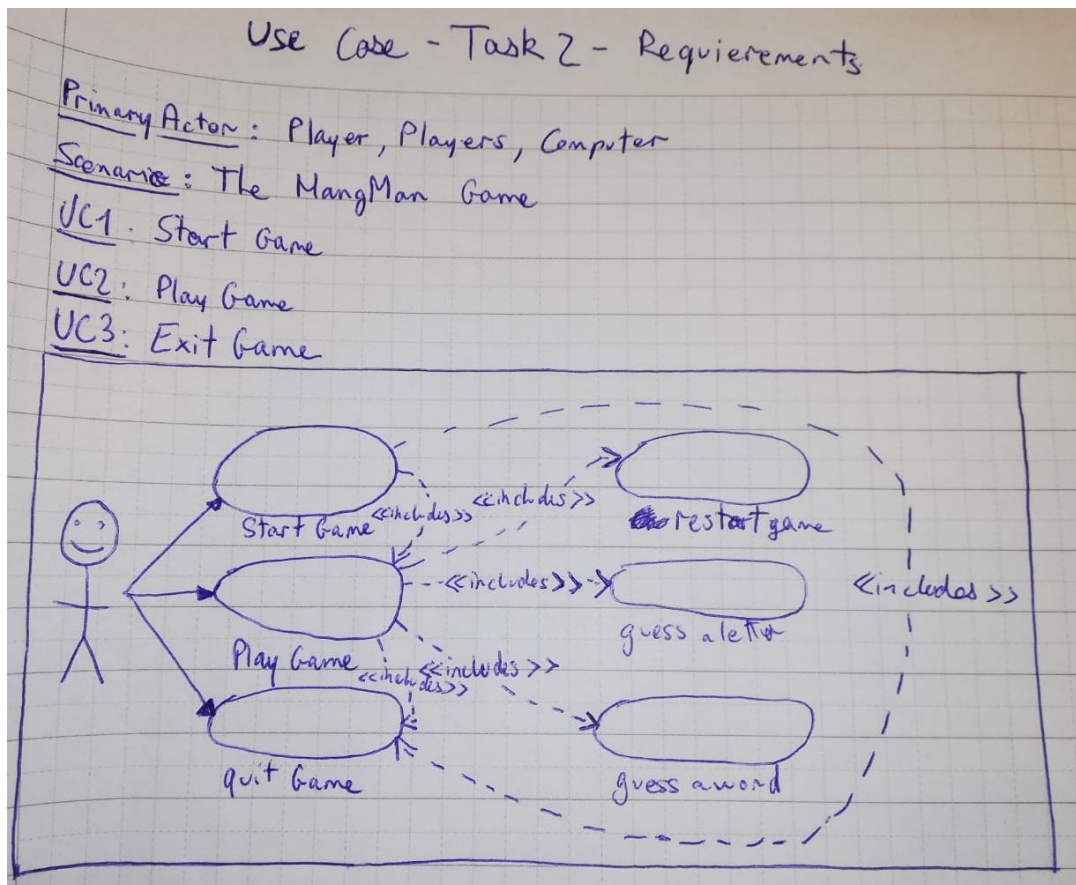 Use Case - Task 2 - Requierements
Primary Actor: Player, Players, Computer
Scenario: The HangMan Game
UC1: Start Game
UC2: Play Game
UC3: Exit Game
Start Game
<<includes>>
<<includes>>
restart game
Play Game
<<includes>>
guess a letter
<<includes>>
<<includes>>
<<includes>>
quit Game
guess a word